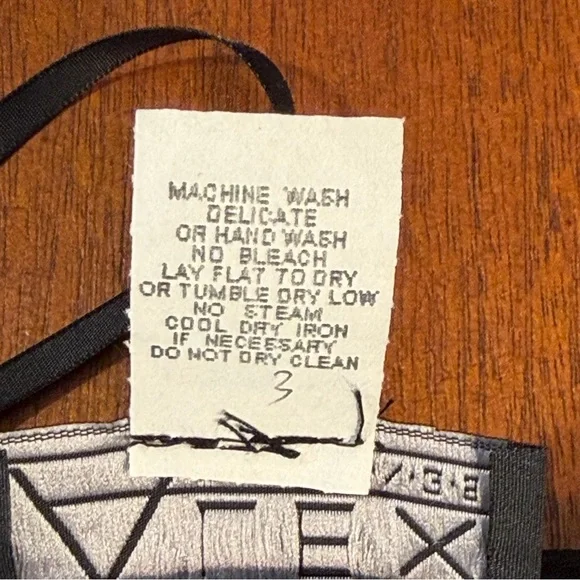 MACHINE WASH
DELICATE
OR HAND WASH
NO BLEACH
LAY FLAT TO DRY
OR TUMBLE DRY LOW
NO STEAM
COOL DRY IRON
IF NECESSARY
DO NOT DRY CLEAN
3